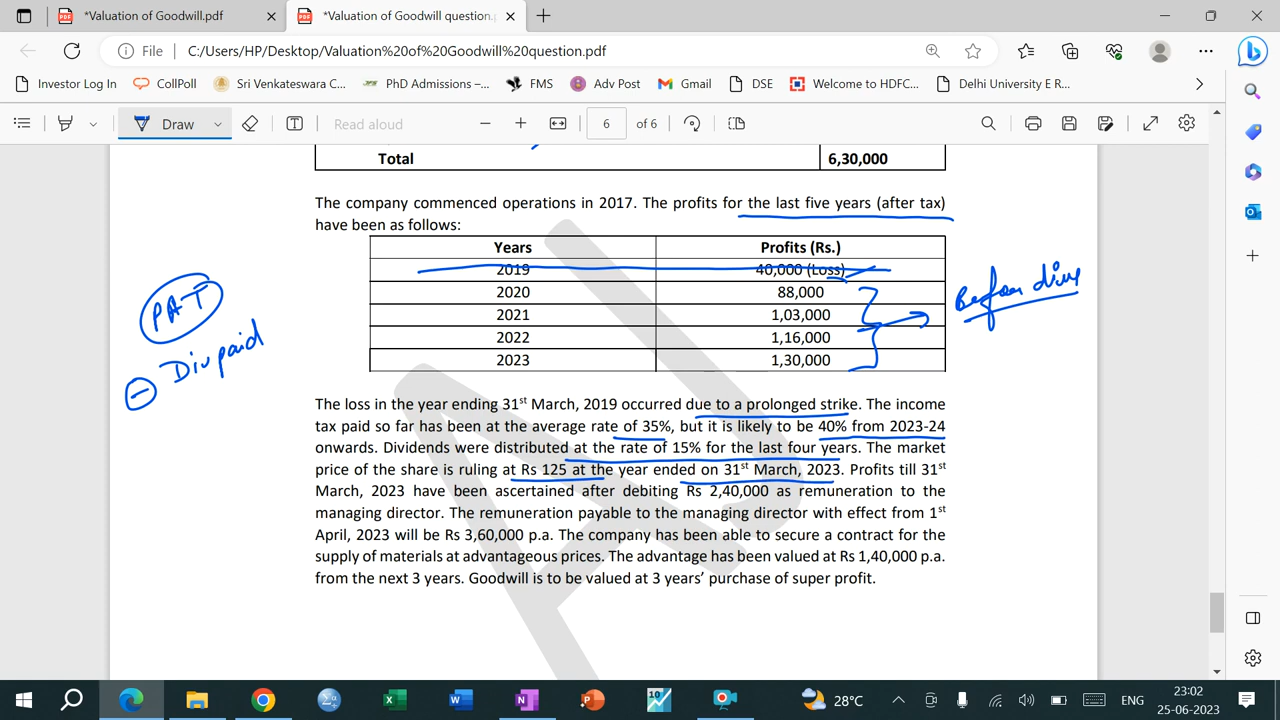 *Valuation of Goodwill.pdf
*Valuation of Goodwill question.
File
C:/Users/HP/Desktop/Valuation%20of%20Goodwill%20question.pdf
Investor Log In
CollPoll
Sri Venkateswara C...
PhD Admissions –...
FMS
Adv Post
Gmail
DSE
Welcome to HDFC...
Delhi University E R...
Draw
Read aloud
6 of 6
Total 6,30,000
The company commenced operations in 2017. The profits for the last five years (after tax)
have been as follows:
Years Profits (Rs.)
2019 40,000 (Loss)
2020 88,000
2021 1,03,000
2022 1,16,000
2023 1,30,000
PAT
- Div paid
Before div
The loss in the year ending 31st March, 2019 occurred due to a prolonged strike. The income
tax paid so far has been at the average rate of 35%, but it is likely to be 40% from 2023-24
onwards. Dividends were distributed at the rate of 15% for the last four years. The market
price of the share is ruling at Rs 125 at the year ended on 31st March, 2023. Profits till 31st
March, 2023 have been ascertained after debiting Rs 2,40,000 as remuneration to the
managing director. The remuneration payable to the managing director with effect from 1st
April, 2023 will be Rs 3,60,000 p.a. The company has been able to secure a contract for the
supply of materials at advantageous prices. The advantage has been valued at Rs 1,40,000 p.a.
from the next 3 years. Goodwill is to be valued at 3 years’ purchase of super profit.
28°C
ENG
23:02
25-06-2023